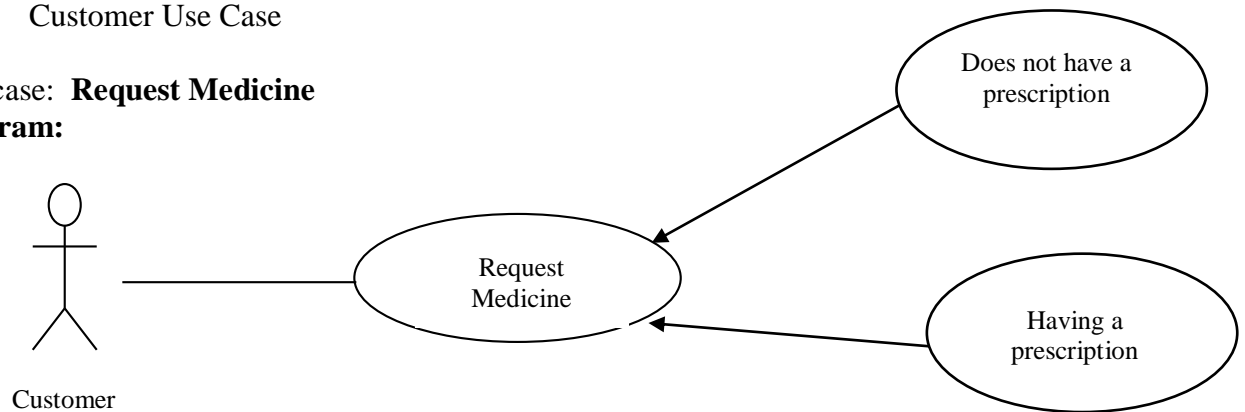 Customer Use Case
case: Request Medicine
ram:
Does not have a
prescription
Request
Medicine
Having a
prescription
Customer